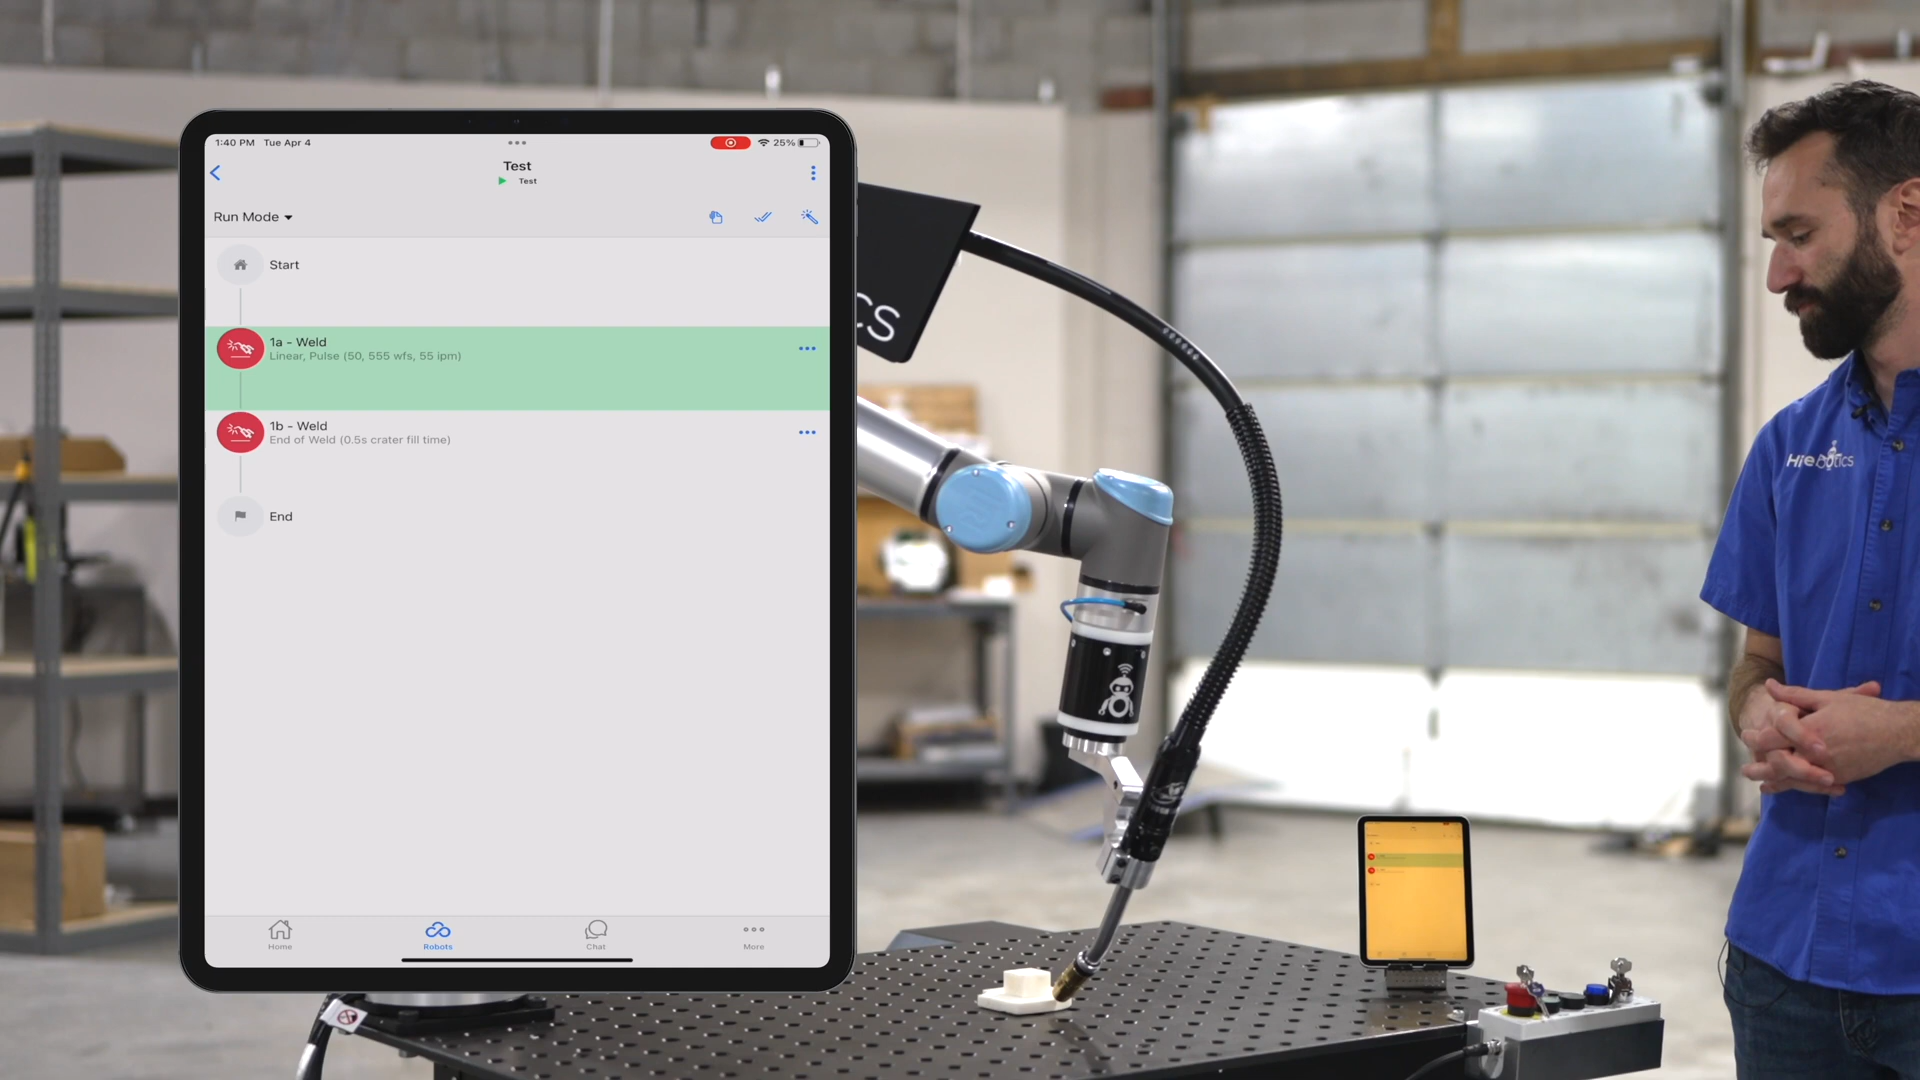 1:40 PM Tue Apr 4
25%
Test
Test
Run Mode
Start
1a - Weld
Linear, Pulse (50, 555 wfs, 55 ipm)
1b - Weld
End of Weld (0.5s crater fill time)
End
Home
Robots
Chat
More
CS
Hirebotics